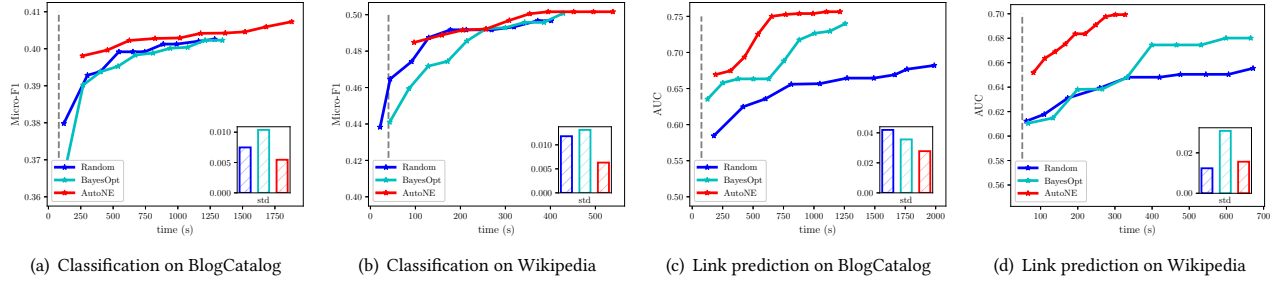 0.41
0.40
0.39
0.38
0.37
0.36
Micro-F1
0.010
0.005
0.000
std
Random
BayesOpt
AutoNE
0 250 500 750 1000 1250 1500 1750
time (s)
(a) Classification on BlogCatalog
0.50
0.48
0.46
0.44
0.42
0.40
Micro-F1
0.010
0.005
0.000
std
Random
BayesOpt
AutoNE
0 100 200 300 400 500
time (s)
(b) Classification on Wikipedia
0.75
0.70
0.65
0.60
0.55
0.50
AUC
0.04
0.02
0.00
std
Random
BayesOpt
AutoNE
0 250 500 750 1000 1250 1500 1750 2000
time (s)
(c) Link prediction on BlogCatalog
0.70
0.68
0.66
0.64
0.62
0.60
0.58
0.56
AUC
0.02
0.00
std
Random
BayesOpt
AutoNE
100 200 300 400 500 600 700
time (s)
(d) Link prediction on Wikipedia